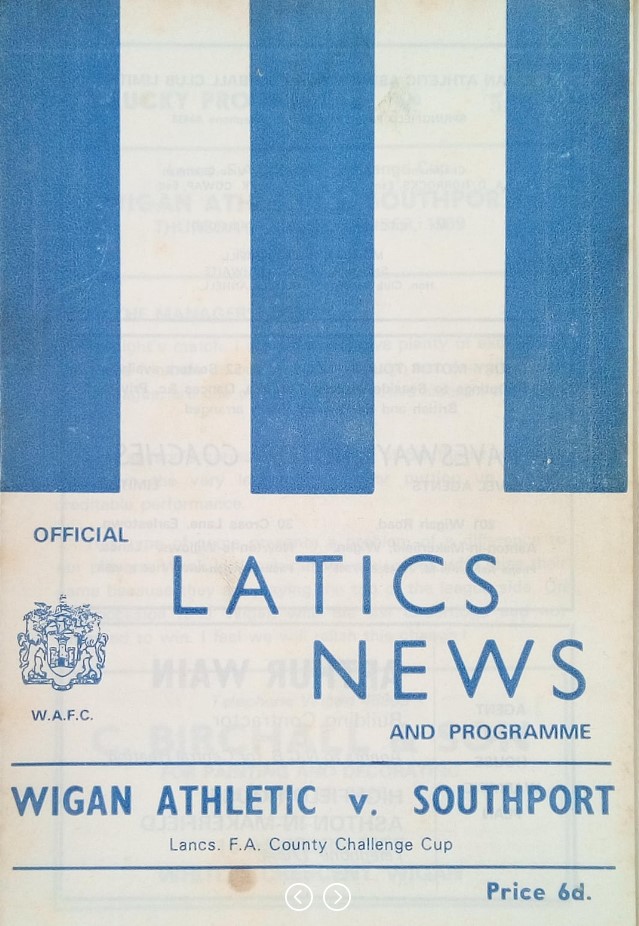 OFFICIAL
LATICS
NEWS
W.A.F.C.
AND PROGRAMME
WIGAN ATHLETIC v. SOUTHPORT
Lancs. F.A. County Challenge Cup
Price 6d.